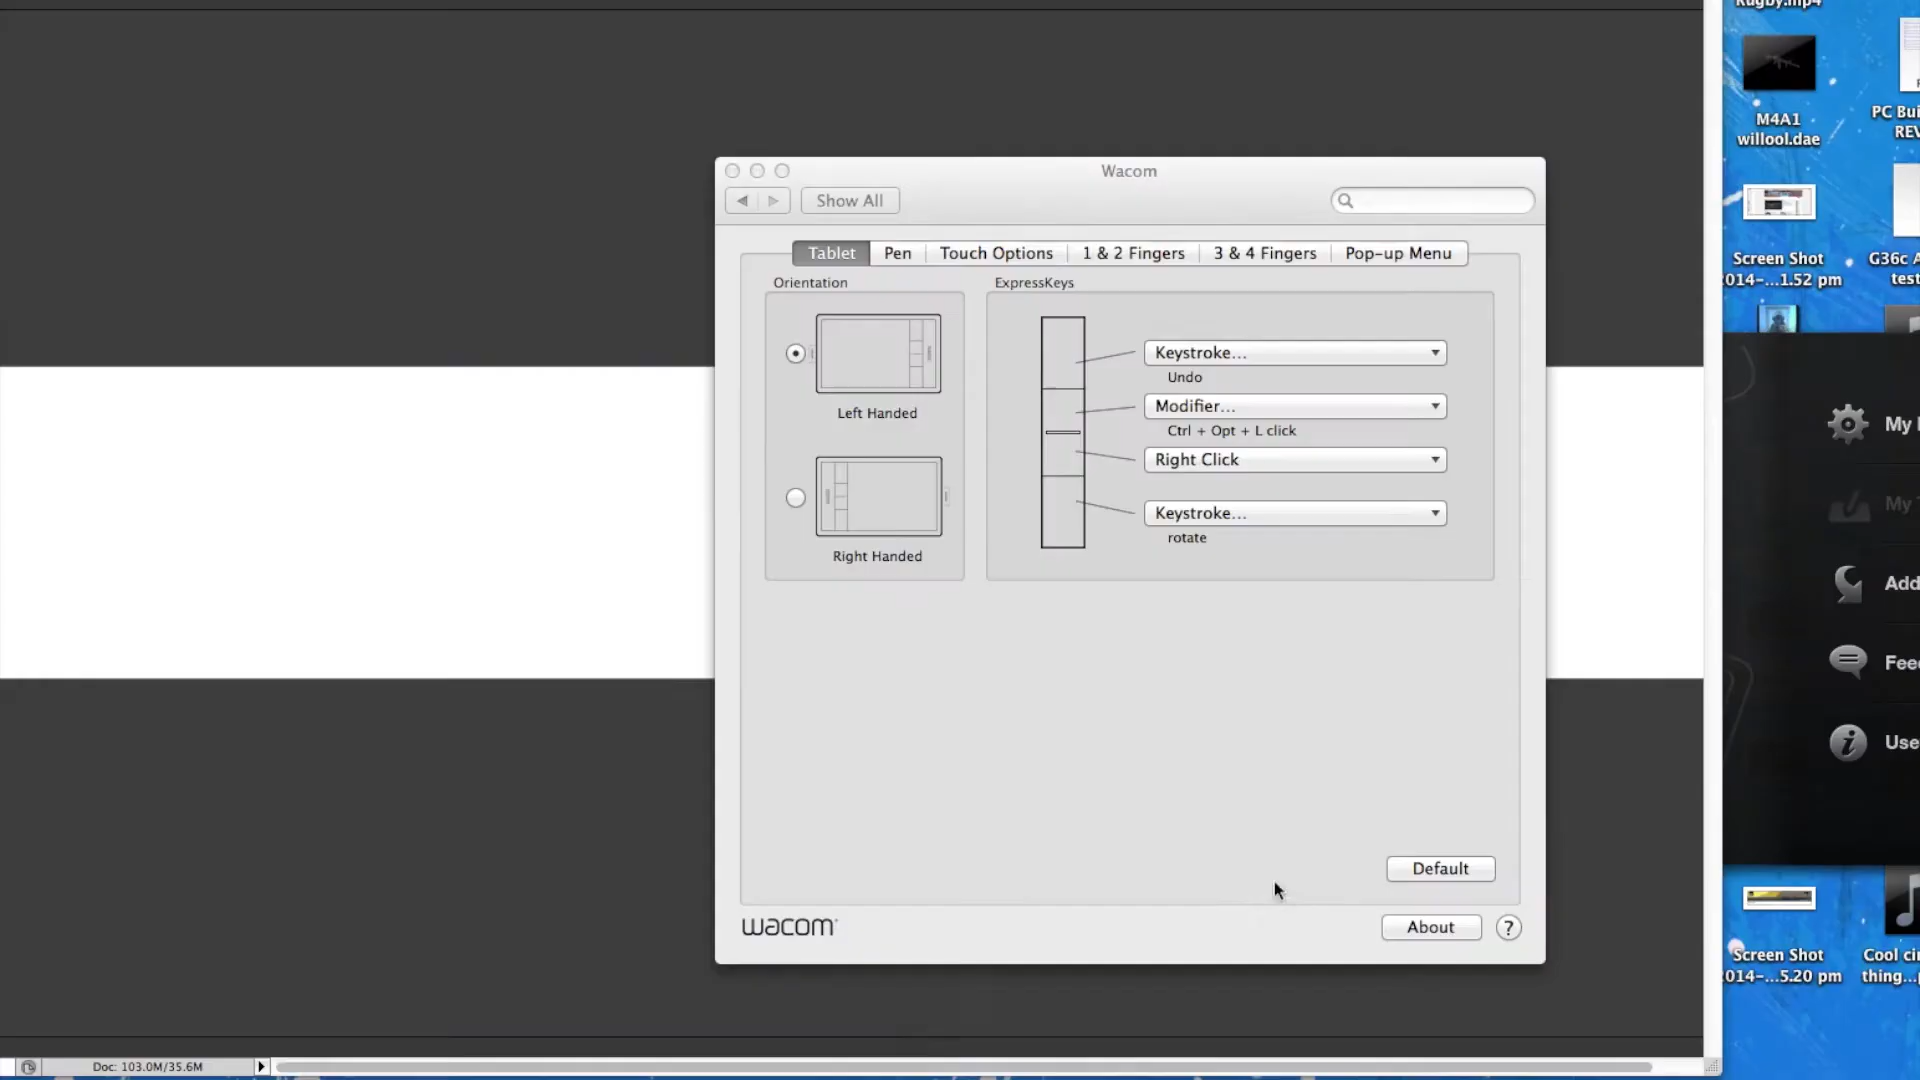 Rugby.mp4
M4A1
willool.dae
PC Bui
REV
Wacom
Show All
Tablet
Pen
Touch Options
1 & 2 Fingers
3 & 4 Fingers
Pop-up Menu
Orientation
ExpressKeys
Screen Shot
2014-...1.52 pm
G36c A
test
Keystroke...
Undo
Left Handed
Modifier...
Ctrl + Opt + L click
Right Click
Keystroke...
rotate
Right Handed
My
My
Add
Fee
Use
Default
wacom
About
?
Screen Shot
2014-...5.20 pm
Cool ci
thing...
Doc: 103.0M/35.6M